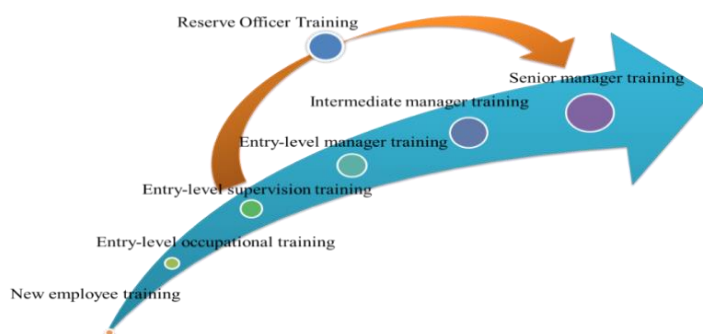 Reserve Officer Training
Senior manager training
Intermediate manager training
Entry-level manager training
Entry-level supervision training
Entry-level occupational training
New employee training